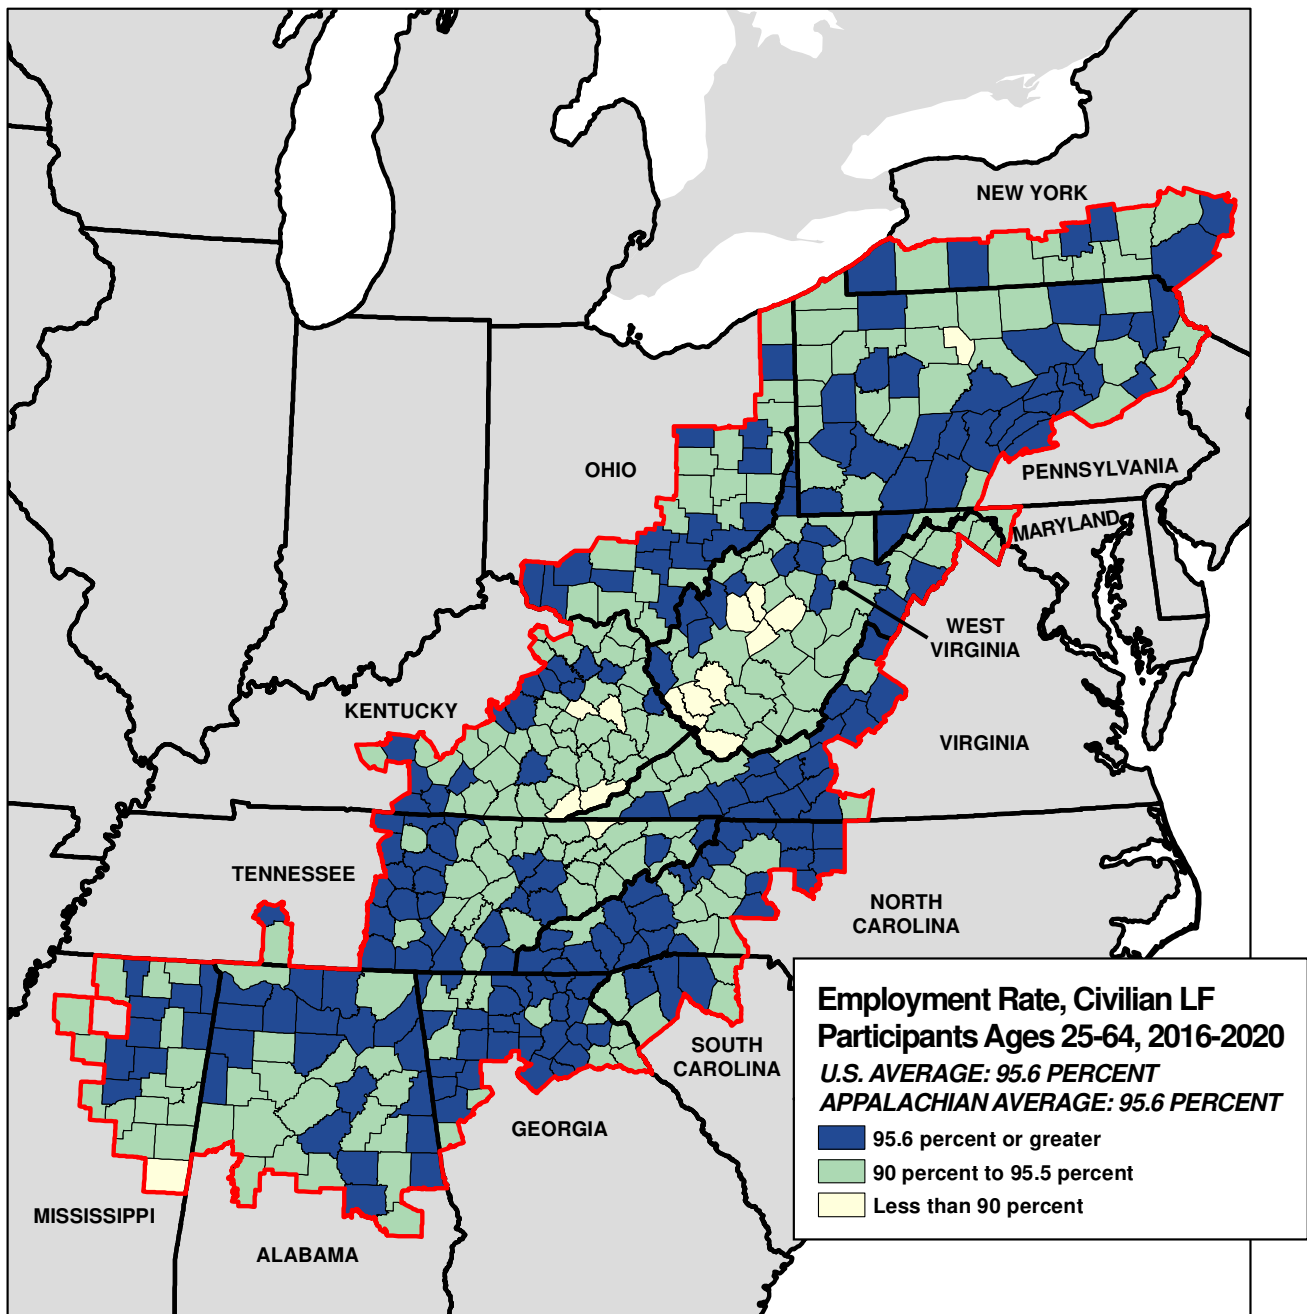 NEW YORK
OHIO
PENNSYLVANIA
MARYLAND
WEST
VIRGINIA
KENTUCKY
VIRGINIA
TENNESSEE
NORTH
CAROLINA
SOUTH
CAROLINA
GEORGIA
MISSISSIPPI
ALABAMA
Employment Rate, Civilian LF
Participants Ages 25-64, 2016-2020
U.S. AVERAGE: 95.6 PERCENT
APPALACHIAN AVERAGE: 95.6 PERCENT
95.6 percent or greater
90 percent to 95.5 percent
Less than 90 percent